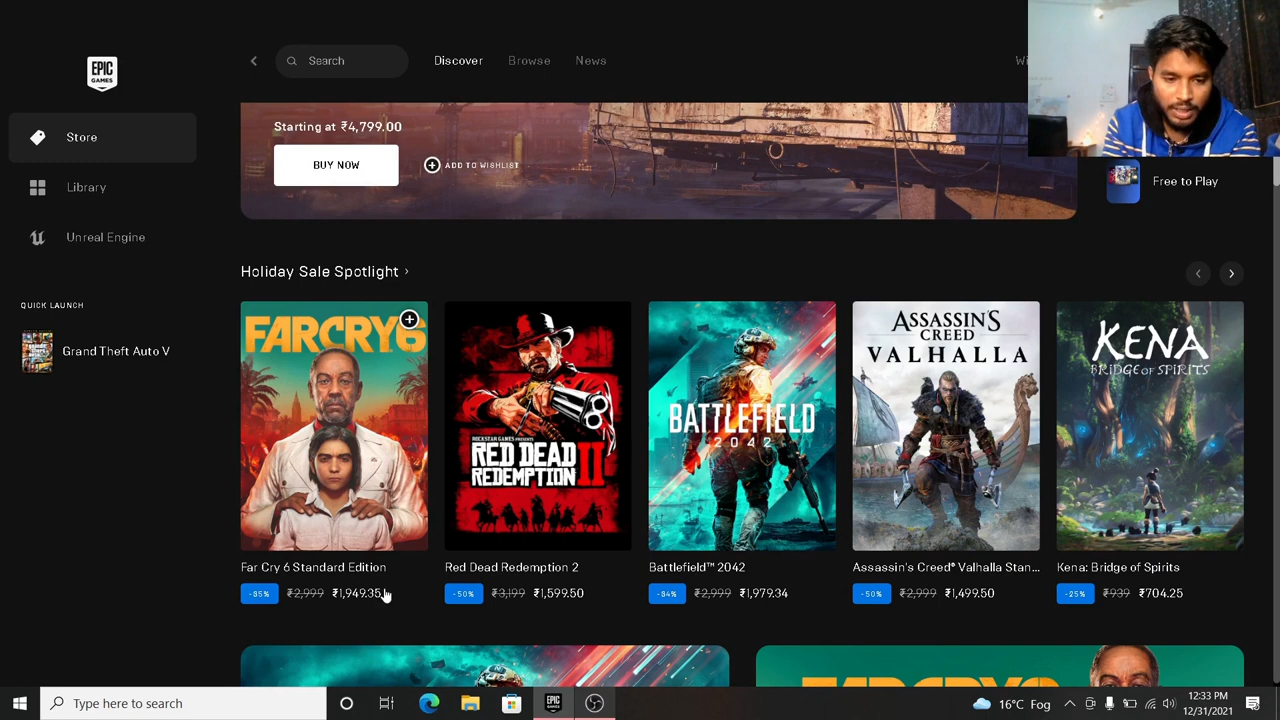 EPIC
GAMES
Search
Discover
Browse
News
Wi
Store
Library
Unreal Engine
QUICK LAUNCH
Grand Theft Auto V
Starting at ₹4,799.00
BUY NOW
ADD TO WISHLIST
Free to Play
Holiday Sale Spotlight
FARCRY6
ROCKSTAR GAMES PRESENTS
RED DEAD
REDEMPTION II
BATTLEFIELD
2042
ASSASSIN'S
CREED
VALHALLA
KENA
BRIDGE OF SPIRITS
Far Cry 6 Standard Edition
-35% ₹2,999 ₹1,949.35
Red Dead Redemption 2
-50% ₹3,199 ₹1,599.50
Battlefield™ 2042
-34% ₹2,999 ₹1,979.34
Assassin's Creed® Valhalla Stan...
-50% ₹2,999 ₹1,499.50
Kena: Bridge of Spirits
-25% ₹939 ₹704.25
Type here to search
EPIC
16°C Fog
12:33 PM
12/31/2021